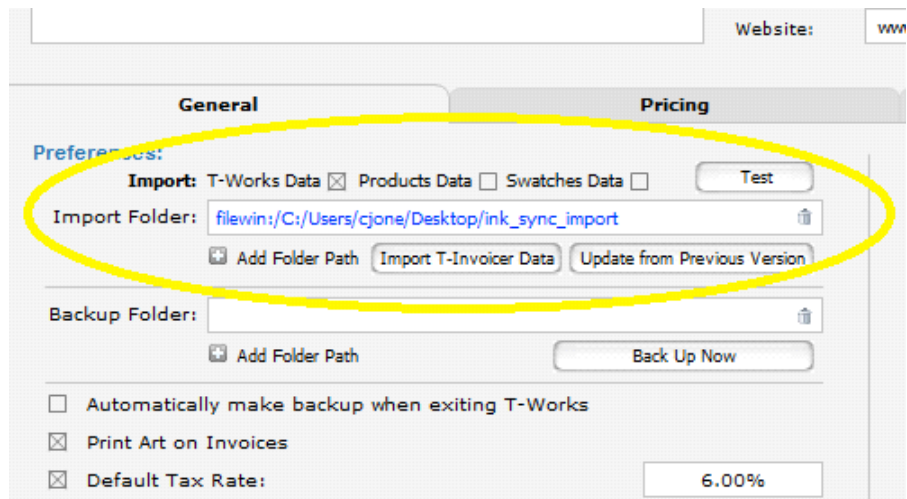 Website: ww
General Pricing
Preferences:
Import: T-Works Data Products Data Swatches Data Test
Import Folder: filewin:/C:/Users/cjone/Desktop/ink_sync_import
Add Folder Path Import T-Invoicer Data Update from Previous Version
Backup Folder:
Add Folder Path Back Up Now
Automatically make backup when exiting T-Works
Print Art on Invoices
Default Tax Rate: 6.00%